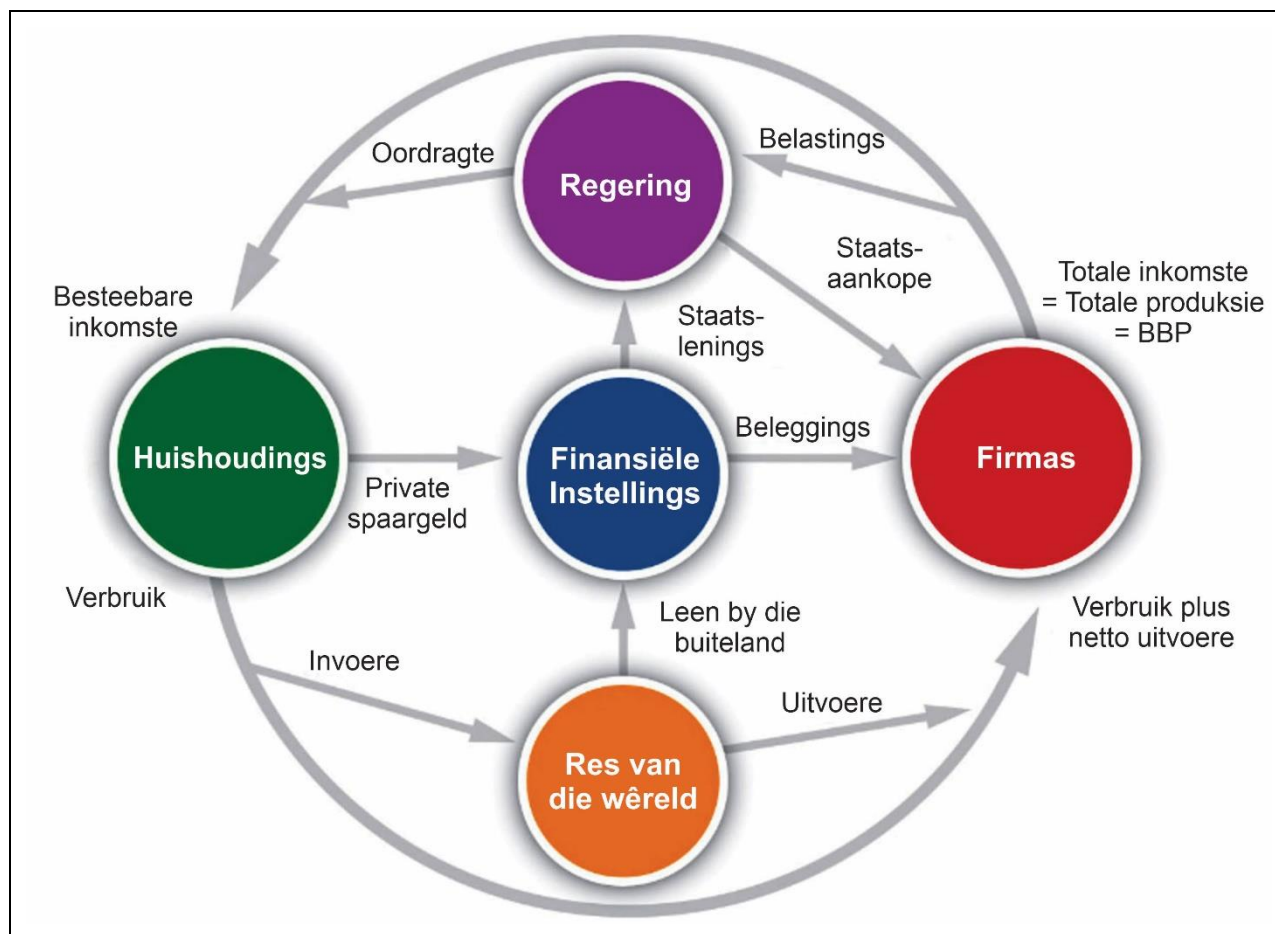 Oordragte
Regering
Belastings
Staats-
aankope
Totale inkomste
= Totale produksie
= BBP
Besteebare
inkomste
Staats-
lenings
Huishoudings
Private
spaargeld
Finansiële
Instellings
Beleggings
Firmas
Verbruik
Invoere
Leen by die
buiteland
Uitvoere
Verbruik plus
netto uitvoere
Res van
die wêreld